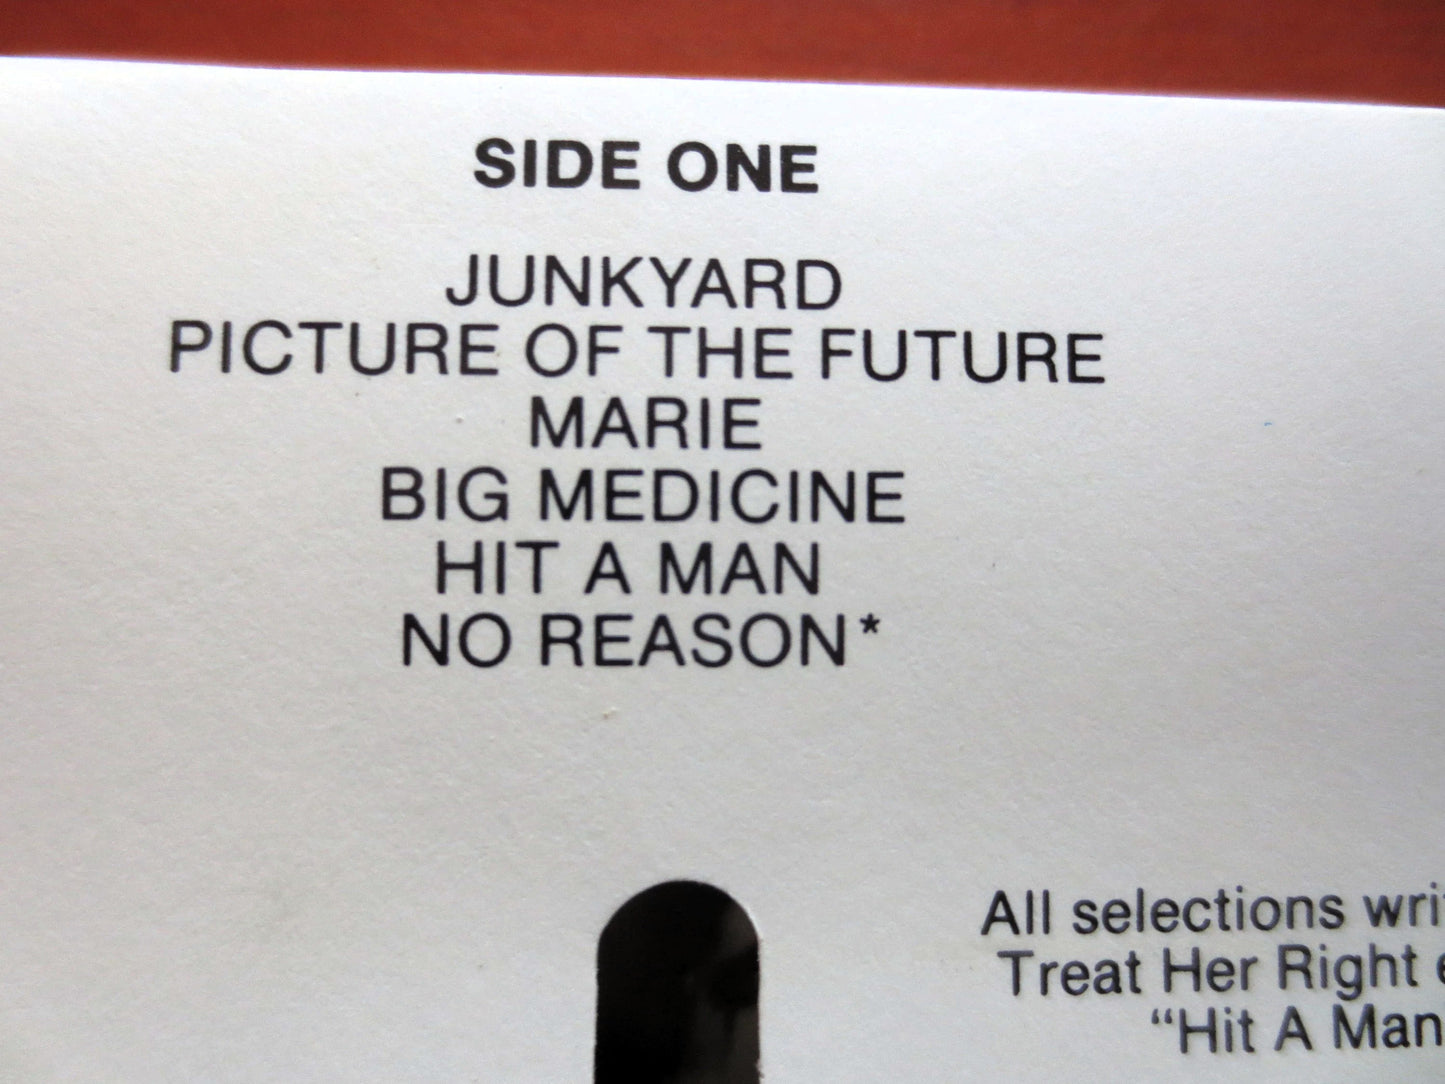 SIDE ONE
JUNKYARD
PICTURE OF THE FUTURE
MARIE
BIG MEDICINE
HIT A MAN
NO REASON*
All selections
Treat Her Right
“Hit A Man